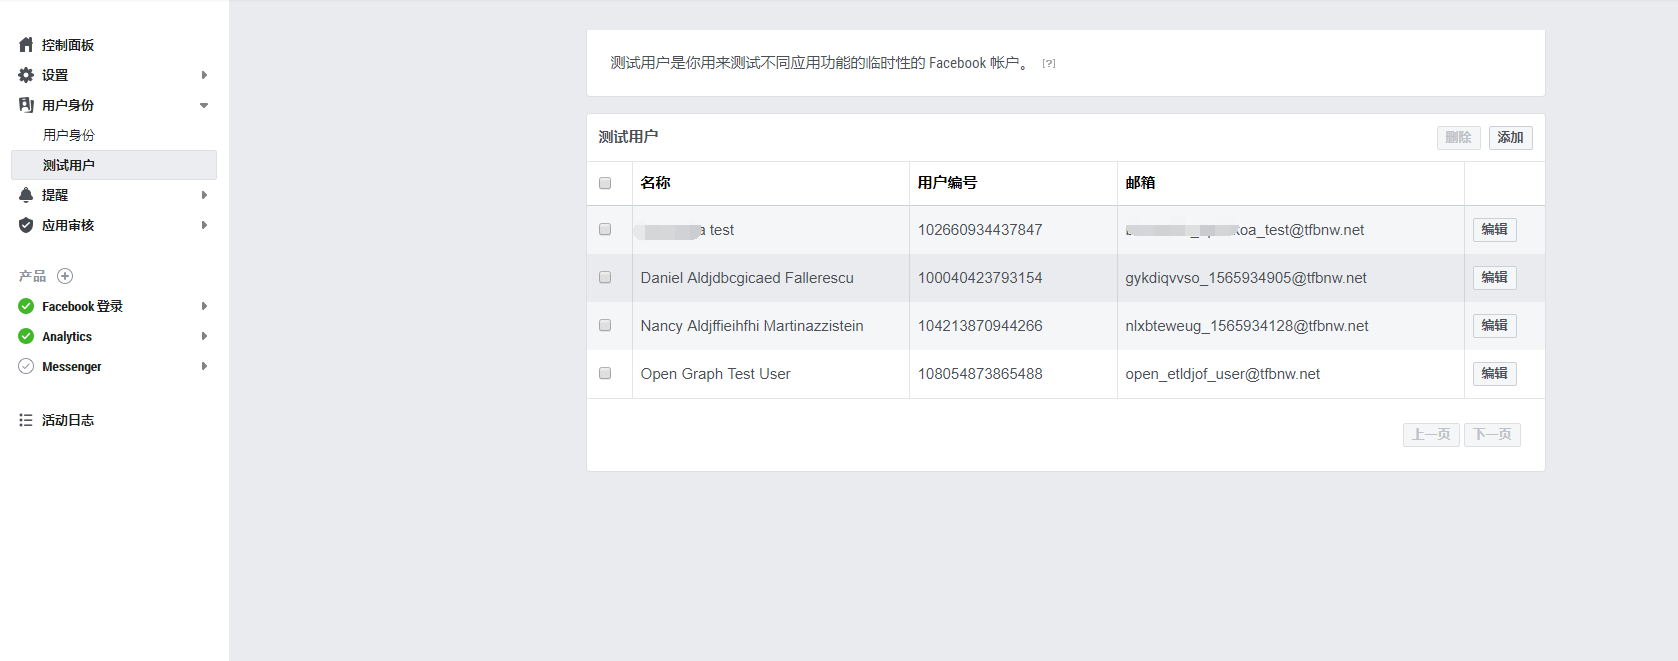 控制面板
设置
用户身份
用户身份
测试用户
提醒
应用审核
产品
Facebook 登录
Analytics
Messenger
活动日志
测试用户是你用来测试不同应用功能的临时性的 Facebook 帐户。 [?]
测试用户 删除 添加
名称 用户编号 邮箱
test 102660934437847 koa_test@tfbnw.net 编辑
Daniel Aldjdbcgicaed Fallerescu 100040423793154 gykdiqvvso_1565934905@tfbnw.net 编辑
Nancy Aldjffieihfhi Martinazzistein 104213870944266 nlxbteweug_1565934128@tfbnw.net 编辑
Open Graph Test User 108054873865488 open_etldjof_user@tfbnw.net 编辑
上一页 下一页